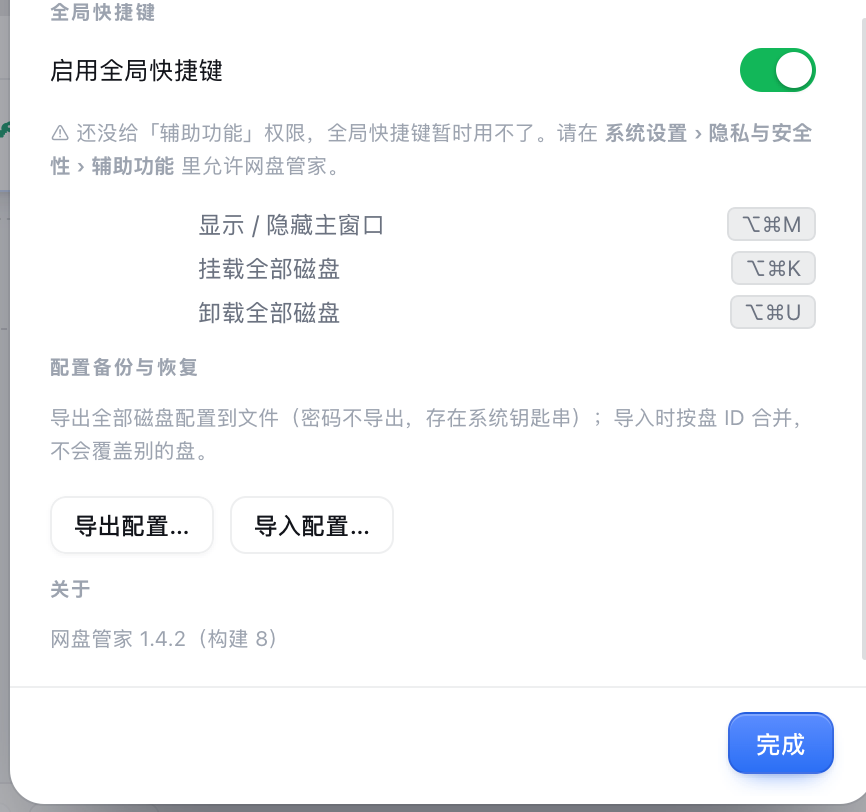 全局快捷键
启用全局快捷键
⚠ 还没给「辅助功能」权限，全局快捷键暂时用不了。请在 系统设置 › 隐私与安全
性 › 辅助功能 里允许网盘管家。
显示 / 隐藏主窗口 ⌥⌘M
挂载全部磁盘 ⌥⌘K
卸载全部磁盘 ⌥⌘U
配置备份与恢复
导出全部磁盘配置到文件（密码不导出，存在系统钥匙串）；导入时按盘 ID 合并，
不会覆盖别的盘。
导出配置... 导入配置...
关于
网盘管家 1.4.2（构建 8）
完成